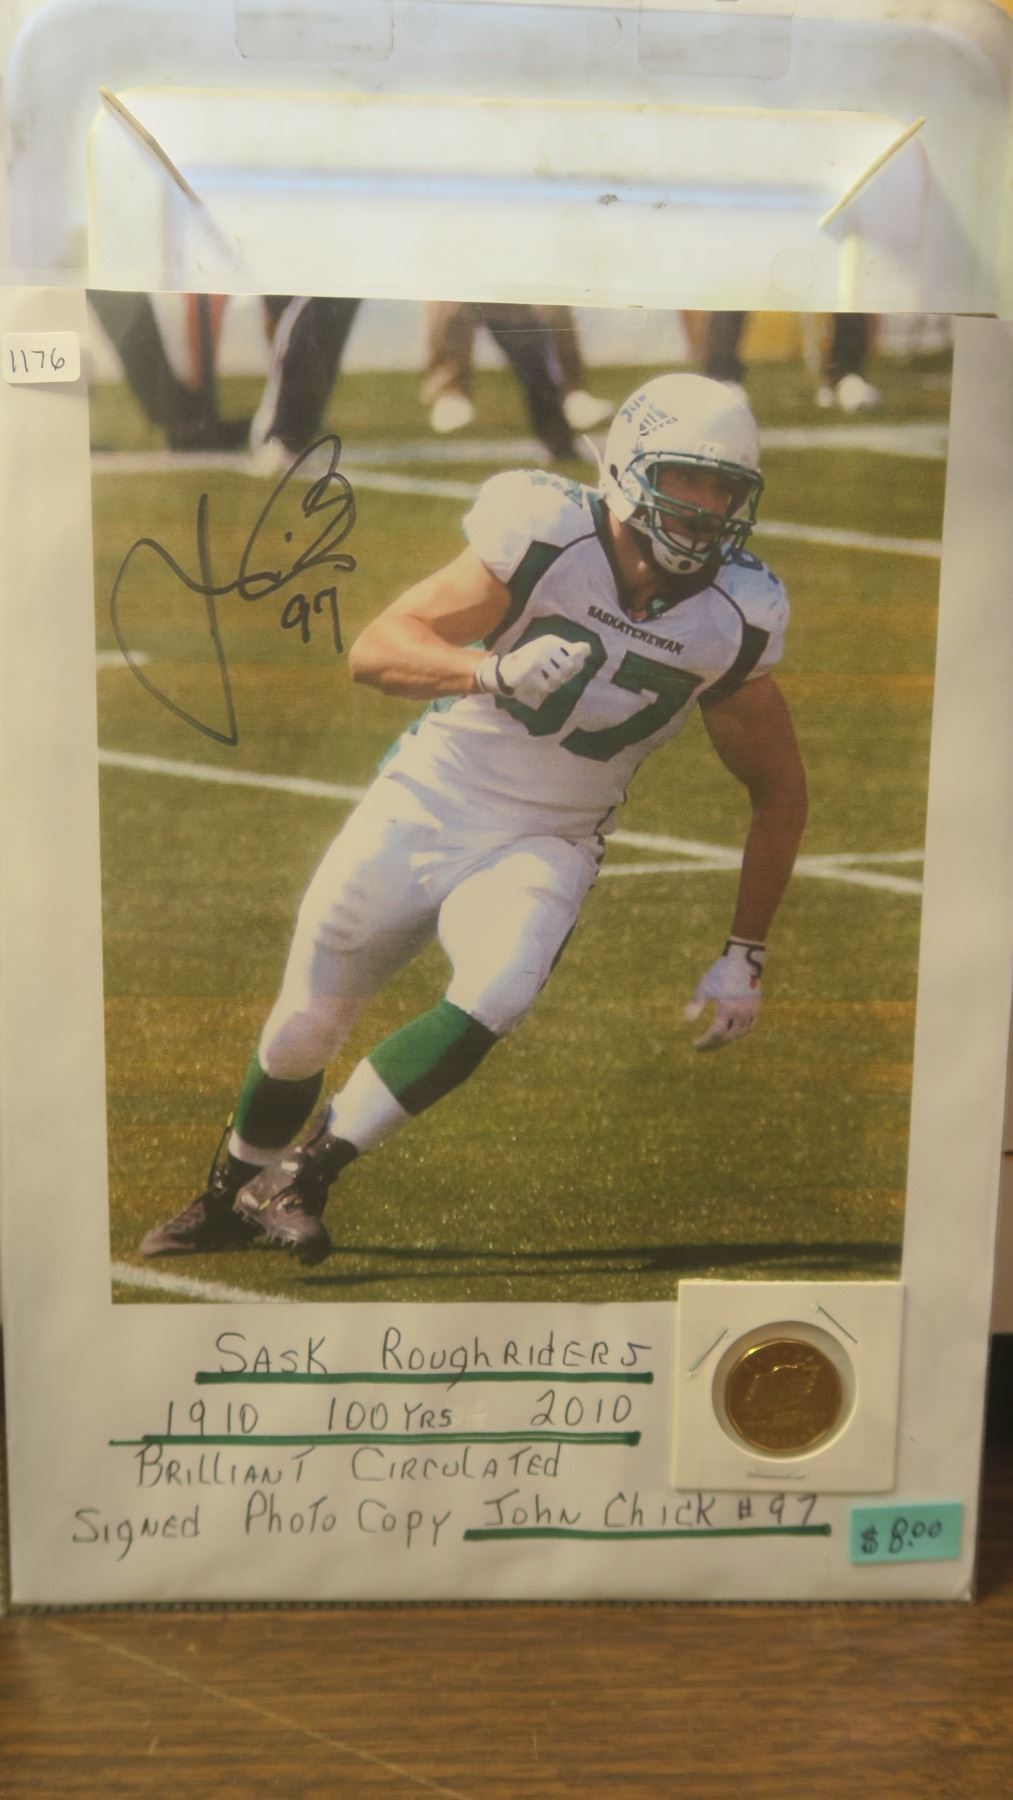 1176
97
SASKATCHEWAN
97
SASK ROUGHRIDERS
1910 100 YRS 2010
BRILLIANT CIRCULATED
SIGNED PHOTO COPY JOHN CHICK #97
$8.00